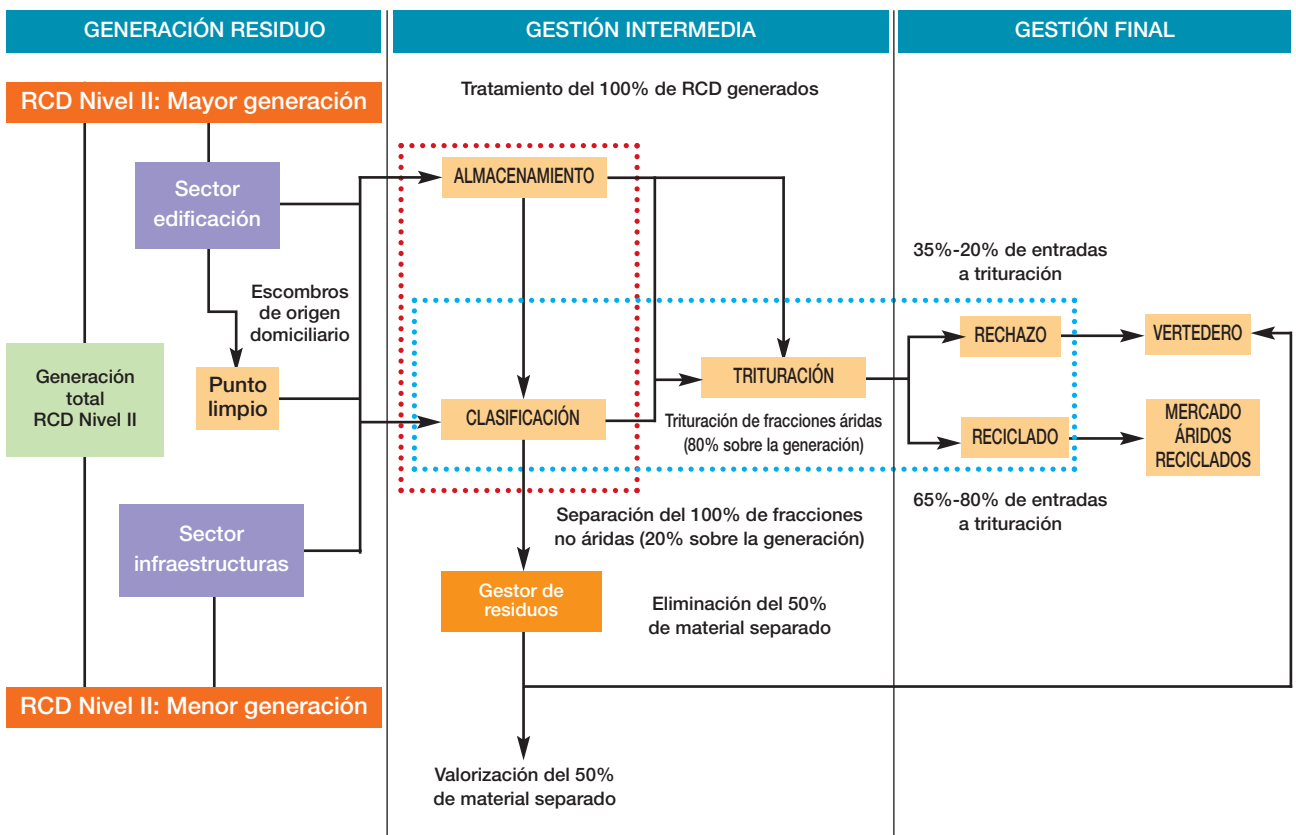 GENERACIÓN RESIDUO
GESTIÓN INTERMEDIA
GESTIÓN FINAL
RCD Nivel II: Mayor generación
Tratamiento del 100% de RCD generados
Sector
edificación
ALMACENAMIENTO
Escombros
de origen
domiciliario
35%-20% de entradas
a trituración
Generación
total
RCD Nivel II
Punto
limpio
CLASIFICACIÓN
TRITURACIÓN
Trituración de fracciones áridas
(80% sobre la generación)
RECHAZO
VERTEDERO
RECICLADO
MERCADO
ÁRIDOS
RECICLADOS
65%-80% de entradas
a trituración
Sector
infraestructuras
Separación del 100% de fracciones
no áridas (20% sobre la generación)
Gestor de
residuos
Eliminación del 50%
de material separado
RCD Nivel II: Menor generación
Valorización del 50%
de material separado